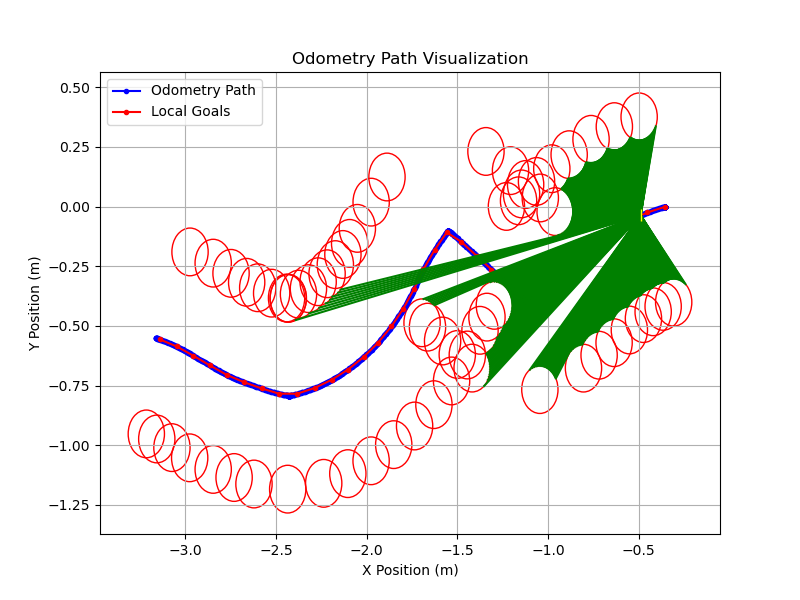 Odometry Path Visualization
Odometry Path
Local Goals
0.50
0.25
0.00
−0.25
−0.50
−0.75
−1.00
−1.25
Y Position (m)
−3.0 −2.5 −2.0 −1.5 −1.0 −0.5
X Position (m)